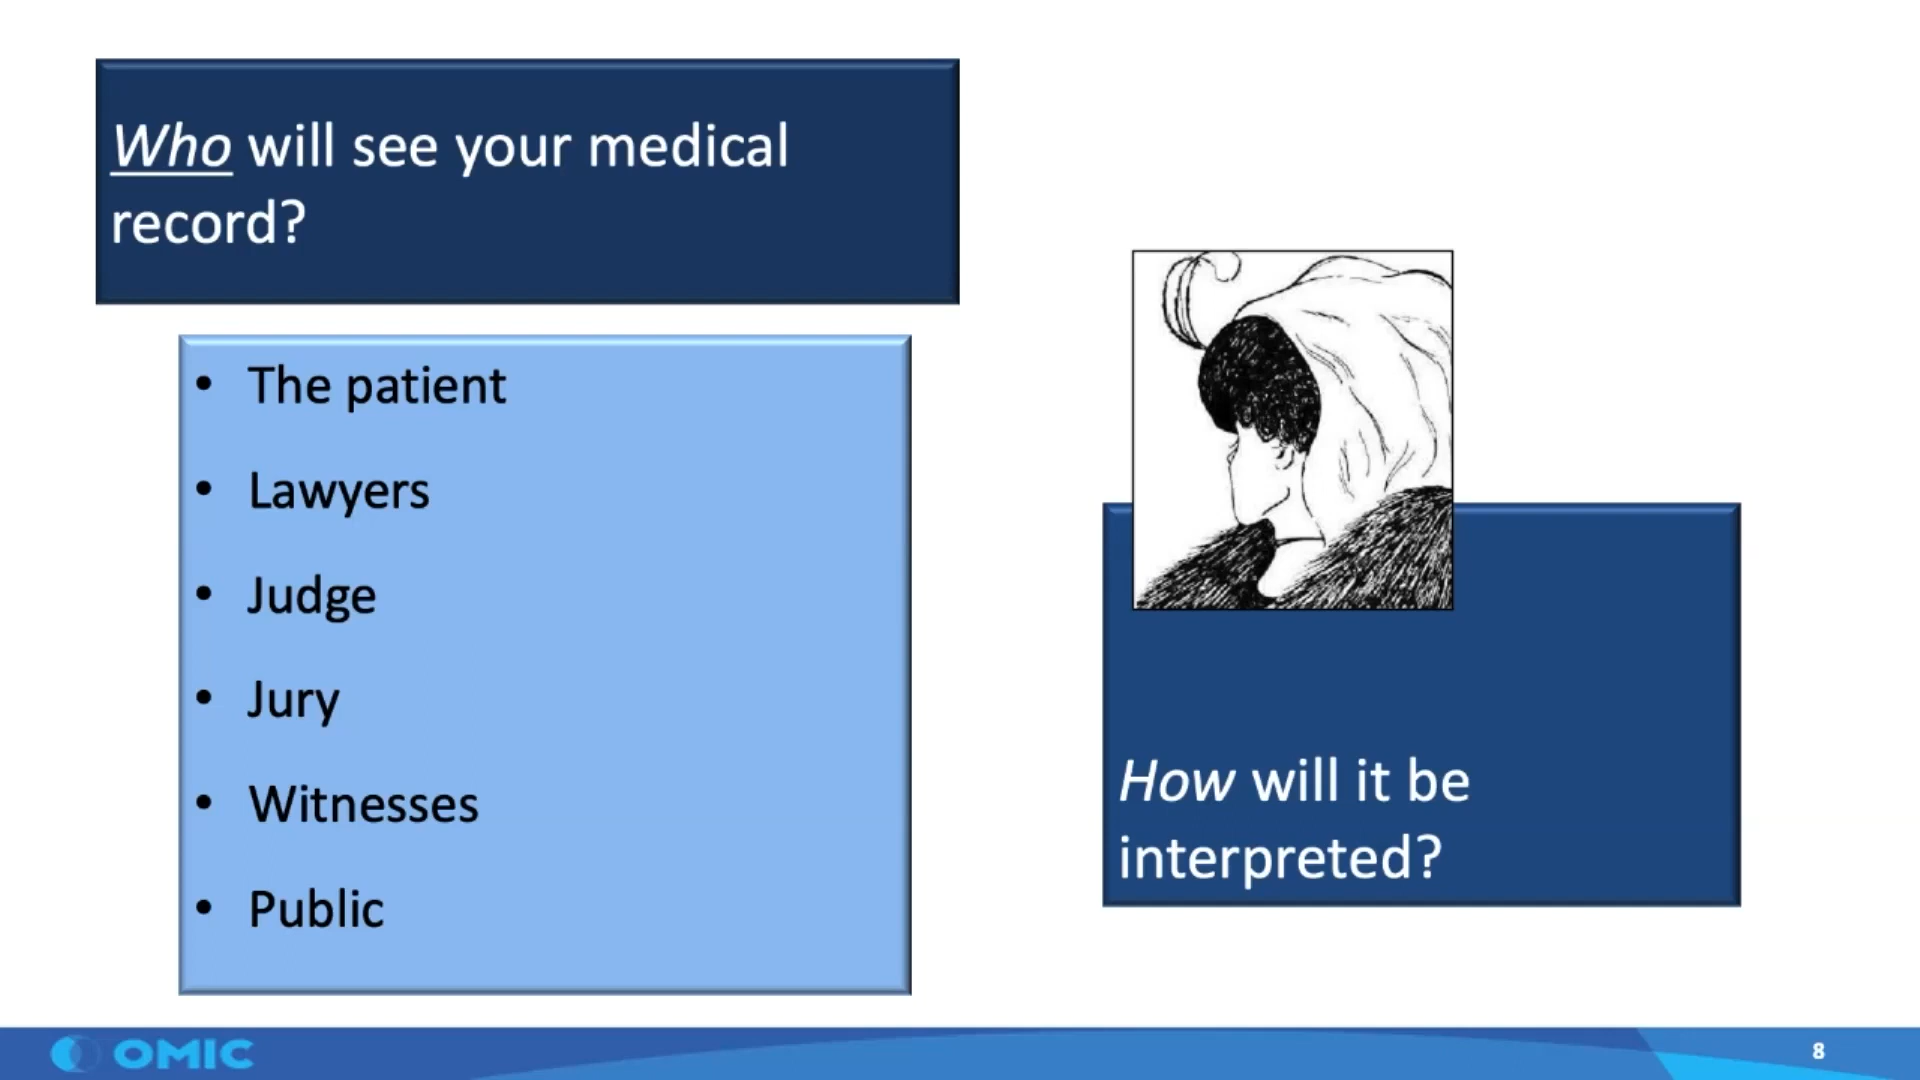 Who will see your medical
record?
• The patient
• Lawyers
• Judge
• Jury
• Witnesses
• Public
How will it be
interpreted?
OMIC
8